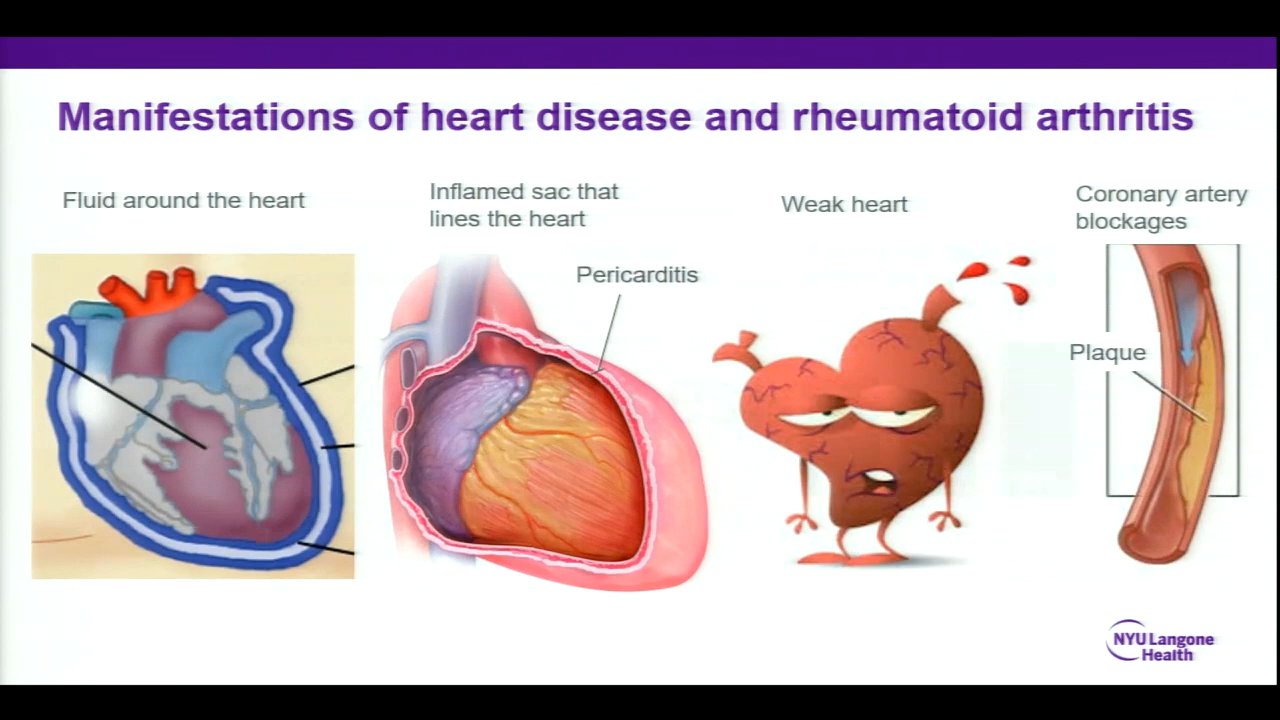 Manifestations of heart disease and rheumatoid arthritis
Fluid around the heart
Inflamed sac that
lines the heart
Pericarditis
Weak heart
Coronary artery
blockages
Plaque
NYU Langone
Health